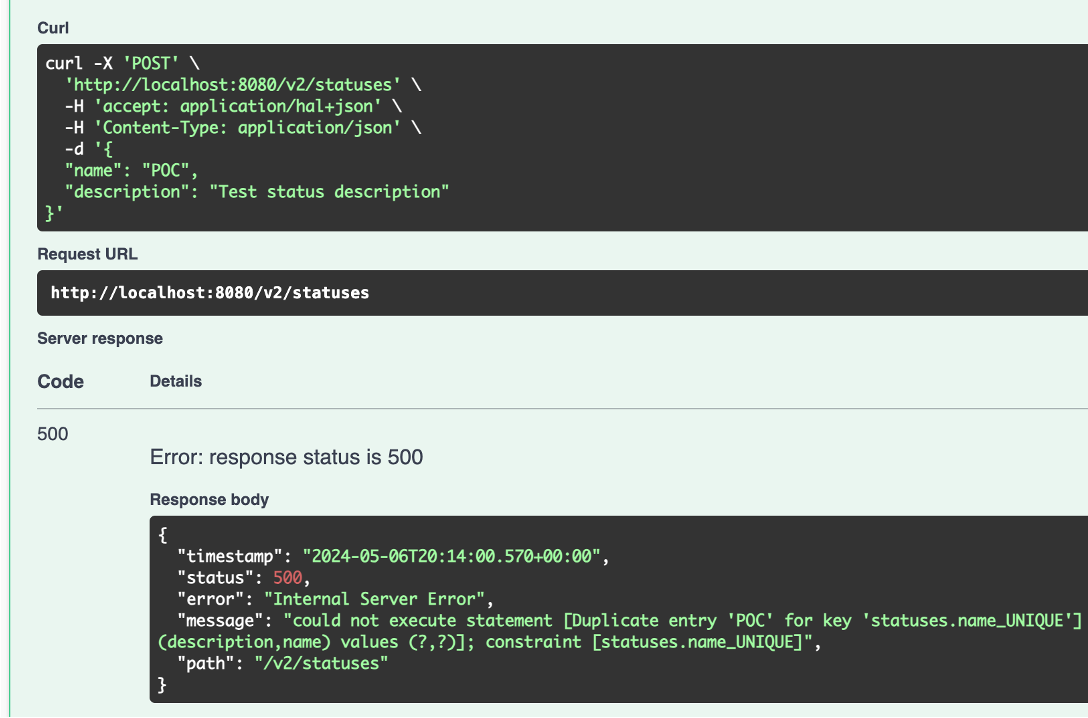 Curl
curl -X 'POST' \
  'http://localhost:8080/v2/statuses' \
  -H 'accept: application/hal+json' \
  -H 'Content-Type: application/json' \
  -d '{
  "name": "POC",
  "description": "Test status description"
}'
Request URL
http://localhost:8080/v2/statuses
Server response
Code Details
500
Error: response status is 500
Response body
{
  "timestamp": "2024-05-06T20:14:00.570+00:00",
  "status": 500,
  "error": "Internal Server Error",
  "message": "could not execute statement [Duplicate entry 'POC' for key 'statuses.name_UNIQUE']
(description,name) values (?,?)]; constraint [statuses.name_UNIQUE]",
  "path": "/v2/statuses"
}